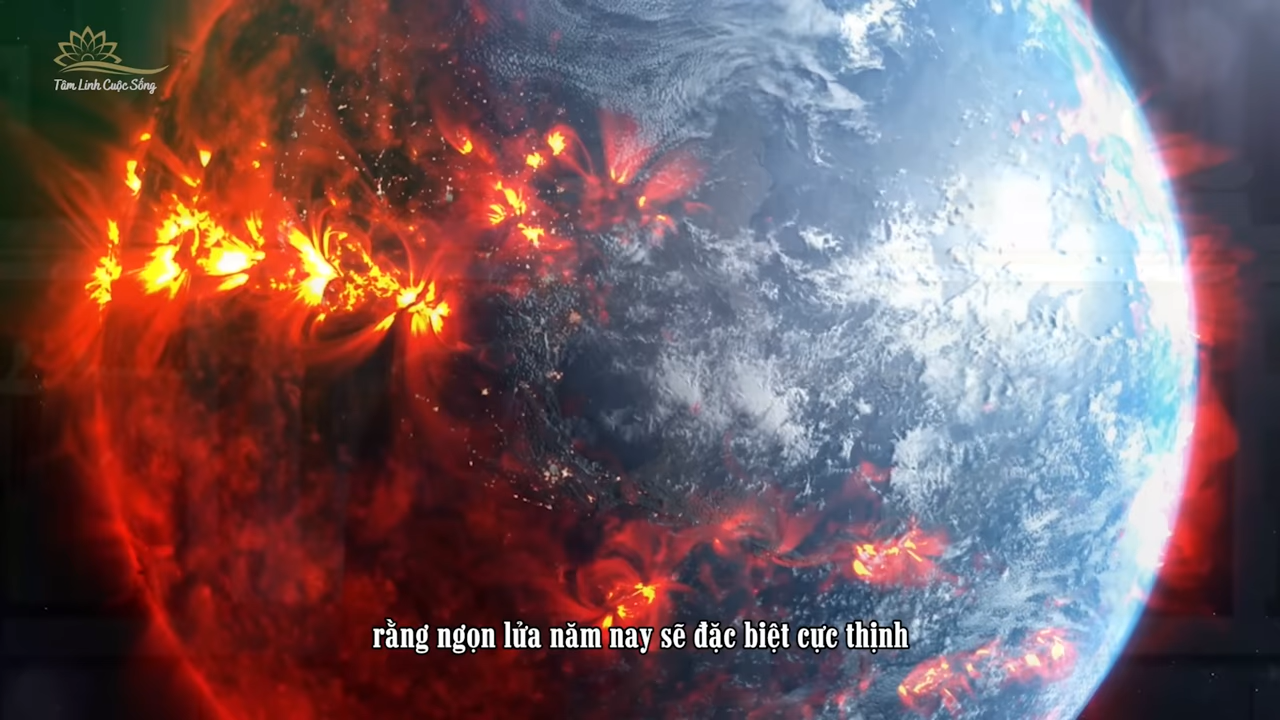 Tâm Linh Cuộc Sống
rằng ngọn lửa năm nay sẽ đặc biệt cực thịnh